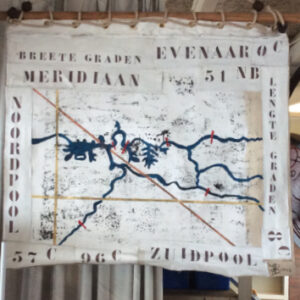 BREETE GRADEN
EVENAAR 0 C
MERIDIAAN
51 NB
NOORDPOOL
LENGTE GRADEN
57 C
96 C
ZUIDPOOL